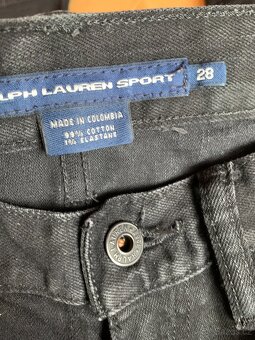 LPH LAUREN SPORT 28
MADE IN COLOMBIA
99% COTTON
1% ELASTANE